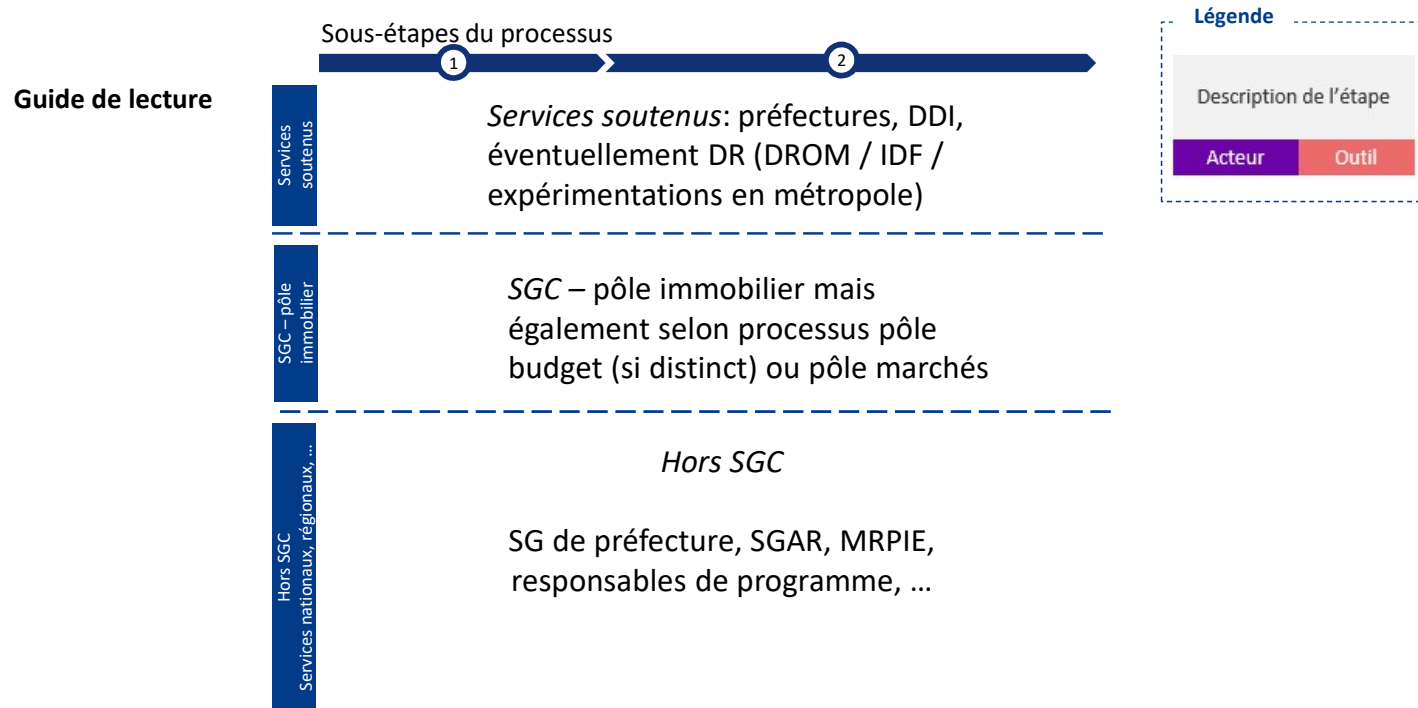 Sous-étapes du processus
1
2
Légende
Description de l'étape
Acteur
Outil
Guide de lecture
Services
soutenus
Services soutenus: préfectures, DDI,
éventuellement DR (DROM / IDF /
expérimentations en métropole)
SGC – pôle
immobilier
SGC – pôle immobilier mais
également selon processus pôle
budget (si distinct) ou pôle marchés
Hors SGC
Services nationaux, régionaux, …
Hors SGC
SG de préfecture, SGAR, MRPIE,
responsables de programme, …